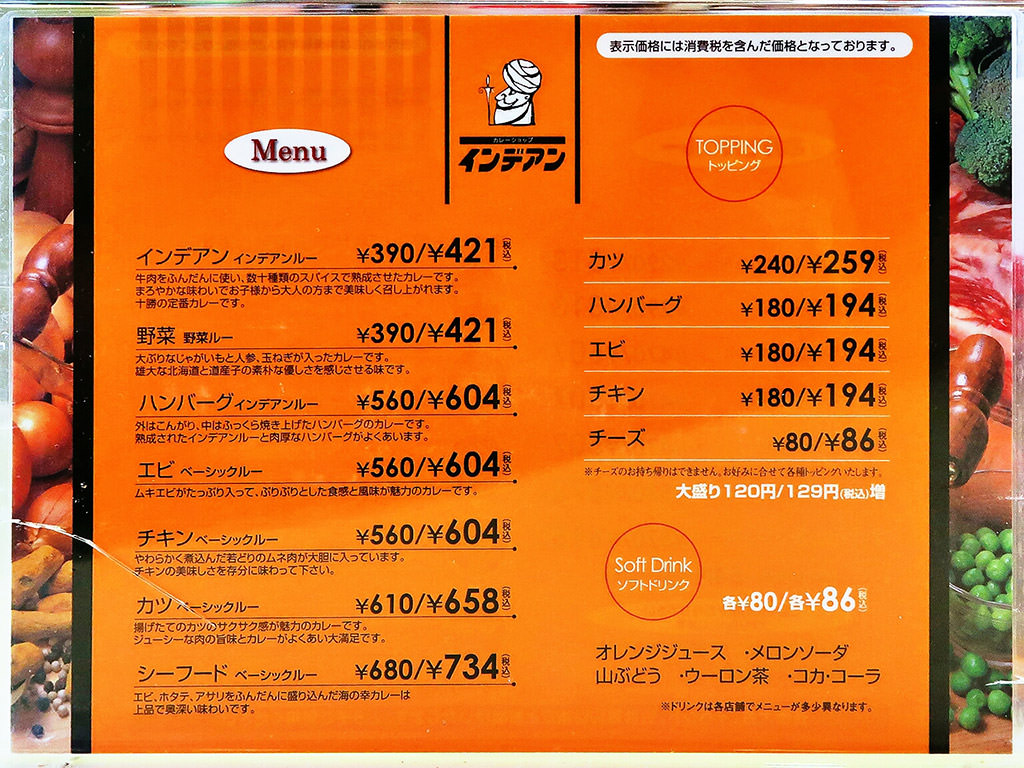 表示価格には消費税を含んだ価格となっております。
カレーショップ
インデアン
Menu
インデアン インデアンルー ¥390/¥421(税込)
牛肉をふんだんに使い、数十種類のスパイスで熟成させたカレーです。
まろやかな味わいでお子様から大人の方まで美味しく召し上がれます。
十勝の定番カレーです。
野菜 野菜ルー ¥390/¥421(税込)
大ぶりなじゃがいもと人参、玉ねぎが入ったカレーです。
雄大な北海道と道産子の素朴な優しさを感じさせる味です。
ハンバーグ インデアンルー ¥560/¥604(税込)
外はこんがり、中はふっくら焼き上げたハンバーグのカレーです。
熟成されたインデアンルーと肉厚なハンバーグがよくあいます。
エビ ベーシックルー ¥560/¥604(税込)
ムキエビがたっぷり入って、ぷりぷりとした食感と風味が魅力のカレーです。
チキン ベーシックルー ¥560/¥604(税込)
やわらかく煮込んだ若どりのムネ肉が大胆に入っています。
チキンの美味しさを存分に味わって下さい。
カツ ベーシックルー ¥610/¥658(税込)
揚げたてのカツのサクサク感が魅力のカレーです。
ジューシーな肉の旨味とカレーがよくあい大満足です。
シーフード ベーシックルー ¥680/¥734(税込)
エビ、ホタテ、アサリをふんだんに盛り込んだ海の幸カレーは
上品で奥深い味わいです。
TOPPING
トッピング
カツ ¥240/¥259(税込)
ハンバーグ ¥180/¥194(税込)
エビ ¥180/¥194(税込)
チキン ¥180/¥194(税込)
チーズ ¥80/¥86(税込)
※チーズのお持ち帰りはできません。お好みに合せて各種トッピングいたします。
大盛り120円/129円(税込)増
Soft Drink
ソフトドリンク
各¥80/各¥86(税込)
オレンジジュース ・メロンソーダ
山ぶどう ・ウーロン茶 ・コカ・コーラ
※ドリンクは各店舗でメニューが多少異なります。